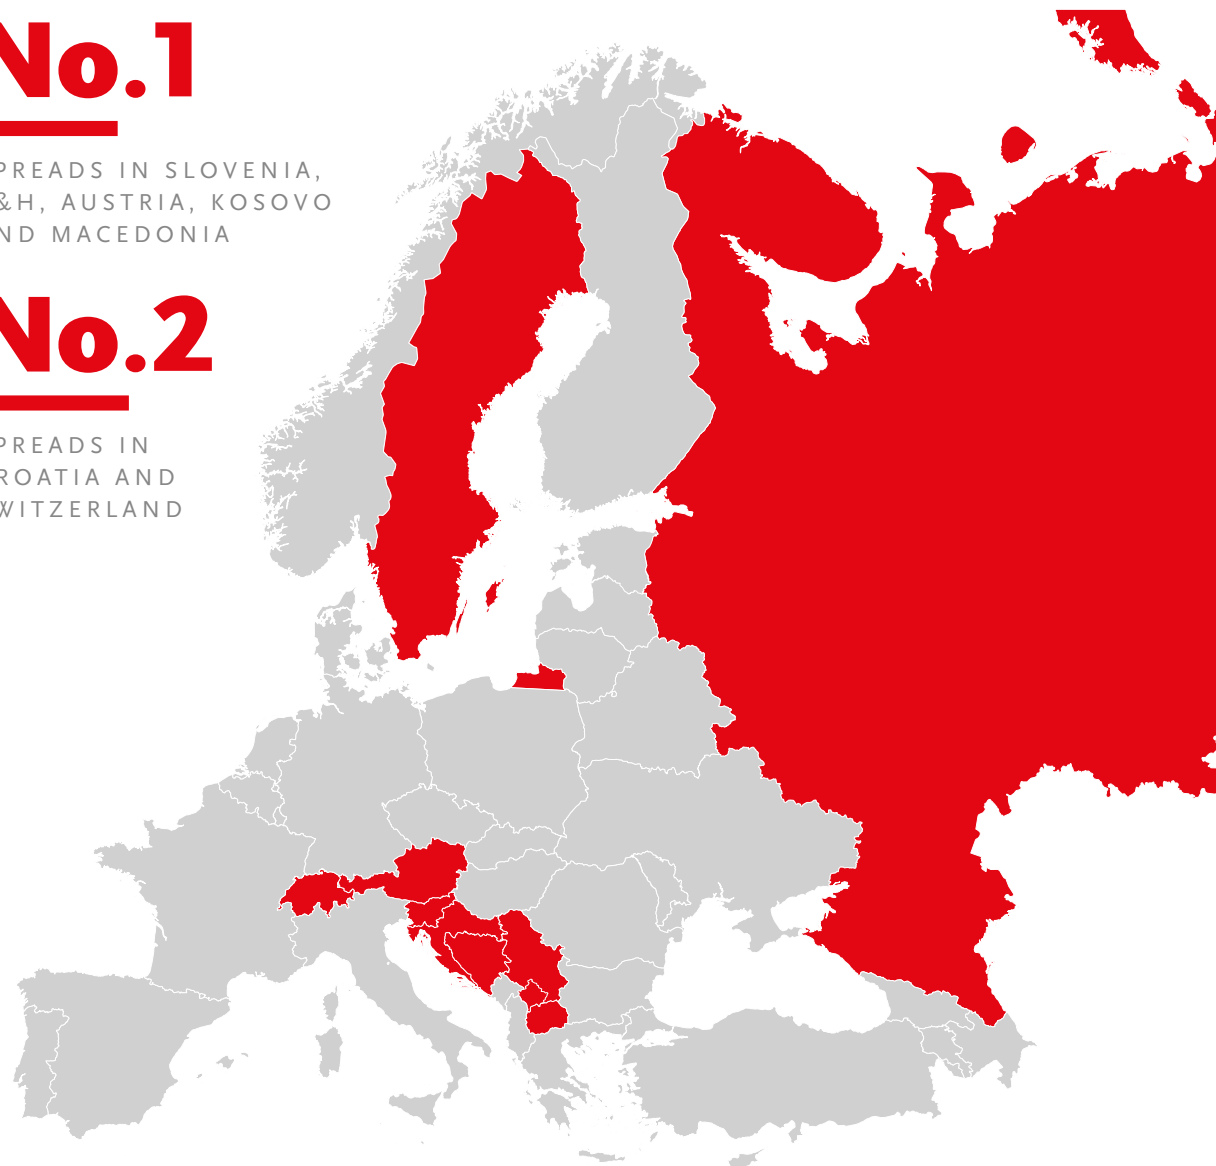 No.1
PREADS IN SLOVENIA,
&H, AUSTRIA, KOSOVO
ND MACEDONIA
No.2
PREADS IN
ROATIA AND
WITZERLAND